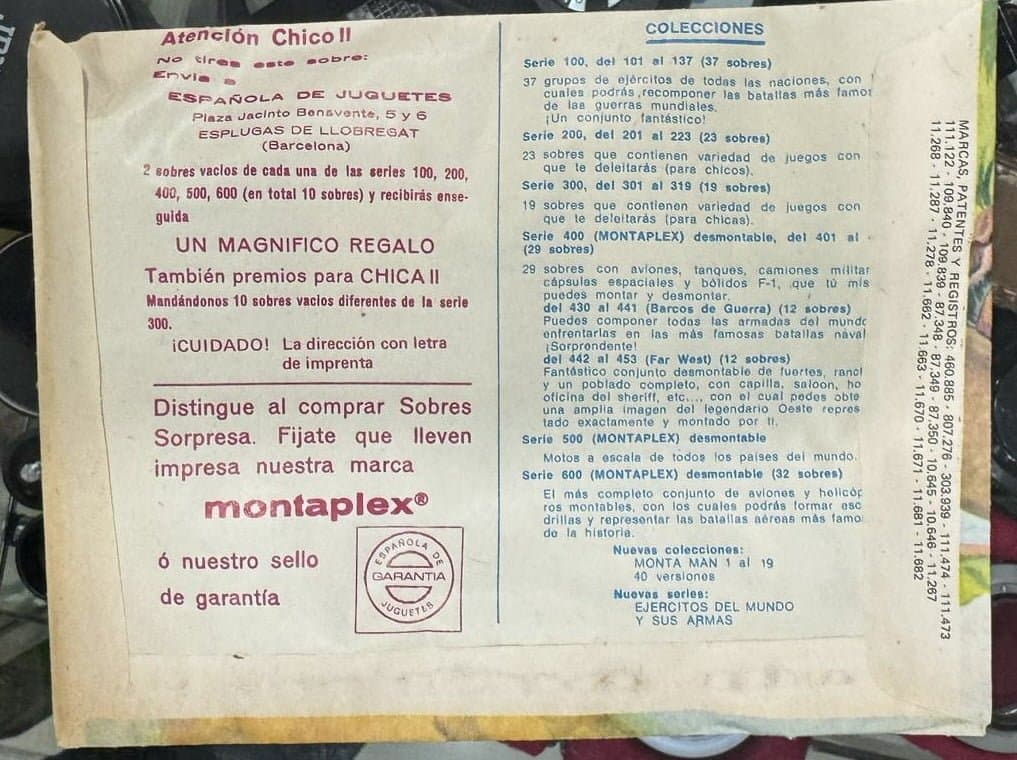 Atención Chico II
No tires este sobre:
Envía a
ESPAÑOLA DE JUGUETES
Plaza Jacinto Benavente, 5 y 6
ESPLUGAS DE LLOBREGAT
(Barcelona)
2 sobres vacios de cada una de las series 100, 200,
400, 500, 600 (en total 10 sobres) y recibirás ense-
guida
UN MAGNIFICO REGALO
También premios para CHICA II
Mandándonos 10 sobres vacios diferentes de la serie
300.
¡CUIDADO! La dirección con letra
de imprenta
Distingue al comprar Sobres
Sorpresa. Fijate que lleven
impresa nuestra marca
montaplex®
ó nuestro sello
de garantía
ESPAÑOLA DE
GARANTIA
JUGUETES
COLECCIONES
Serie 100, del 101 al 137 (37 sobres)
37 grupos de ejércitos de todas las naciones, con
cuales podrás recomponer las batallas más famo
de las guerras mundiales.
¡Un conjunto fantástico!
Serie 200, del 201 al 223 (23 sobres)
23 sobres que contienen variedad de juegos con
que te deleitarás (para chicos).
Serie 300, del 301 al 319 (19 sobres)
19 sobres que contienen variedad de juegos con
que te deleitarás (para chicas).
Serie 400 (MONTAPLEX) desmontable, del 401 al
(29 sobres)
29 sobres con aviones, tanques, camiones militar
cápsulas espaciales y bólidos F-1, que tú mis
puedes montar y desmontar.
del 430 al 441 (Barcos de Guerra) (12 sobres)
Puedes componer todas las armadas del mundo
enfrentarlas en las más famosas batallas naval
¡Sorprendente!
del 442 al 453 (Far West) (12 sobres)
Fantástico conjunto desmontable de fuertes, ranch
y un poblado completo, con capilla, saloon, ho
oficina del sheriff, etc..., con el cual pedes obte
una amplia imagen del legendario Oeste repres
tado exactamente y montado por ti.
Serie 500 (MONTAPLEX) desmontable
Motos a escala de todos los países del mundo.
Serie 600 (MONTAPLEX) desmontable (32 sobres)
El más completo conjunto de aviones y helicóp
ros montables, con los cuales podrás formar esc
drillas y representar las batallas aéreas más famo
de la historia.
Nuevas colecciones:
MONTA MAN 1 al 19
40 versiones
Nuevas series:
EJERCITOS DEL MUNDO
Y SUS ARMAS
MARCAS, PATENTES Y REGISTROS: 460.885 - 807.276 - 303.939 - 111.474 - 111.473
111.122 - 109.840 - 109.839 - 87.348 - 87.349 - 87.350 - 10.645 - 10.646 - 11.267
11.268 - 11.287 - 11.278 - 11.662 - 11.663 - 11.670 - 11.671 - 11.681 - 11.682